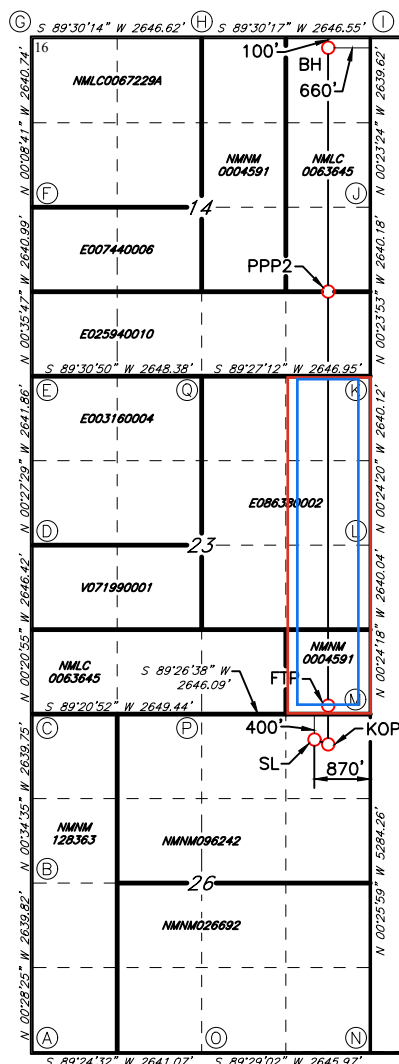 G
S 89°30'14" W 2646.62'
H
S 89°30'17" W 2646.55'
I
16
100'
BH
660'
N 00°08'41" W 2640.74'
N 00°23'24" W 2639.62'
NMLC0067229A
NMNM
0004591
NMLC
0063645
F
14
J
N 00°35'47" W 2640.99'
N 00°23'53" W 2640.18'
E007440006
PPP2
E025940010
S 89°30'50" W 2648.38'
S 89°27'12" W 2646.95'
E
Q
K
N 00°27'29" W 2641.86'
N 00°24'20" W 2640.12'
E003160004
E086380002
D
23
L
N 00°20'55" W 2646.42'
N 00°24'18" W 2640.04'
V071990001
NMLC
0063645
NMNM
0004591
S 89°26'38" W
2646.09'
FTP
M
S 89°20'52" W 2649.44'
C
P
400'
KOP
SL
870'
N 00°34'35" W 2639.75'
N 00°25'59" W 5284.26'
NMNM
128363
NMNM096242
B
26
N 00°28'25" W 2639.82'
NMNM026692
A
O
N
S 89°24'32" W 2641.07'
S 89°29'02" W 2645.97'